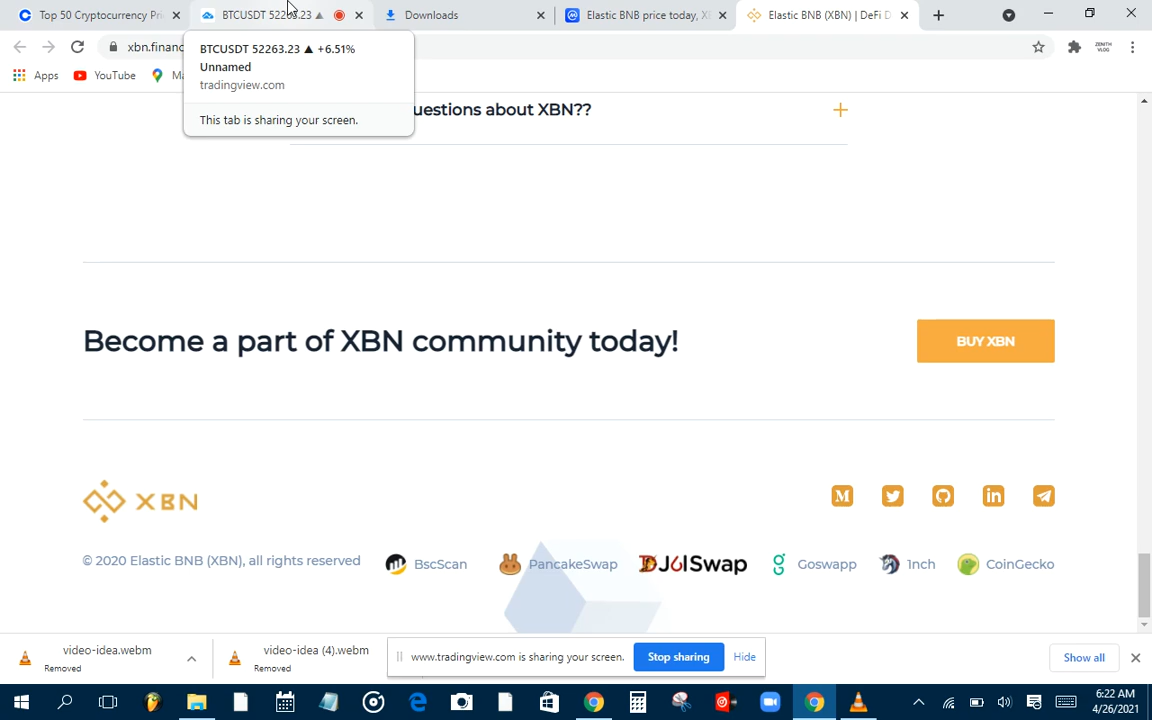 Top 50 Cryptocurrency Pri
BTCUSDT 52263.23 ▲
Downloads
Elastic BNB price today, X
Elastic BNB (XBN) | DeFi D
xbn.financ
ZENITH VLOG
Apps
YouTube
Ma
BTCUSDT 52263.23 ▲ +6.51%
Unnamed
tradingview.com
This tab is sharing your screen.
uestions about XBN??
Become a part of XBN community today!
BUY XBN
XBN
© 2020 Elastic BNB (XBN), all rights reserved
BscScan
PancakeSwap
Goswapp
1inch
CoinGecko
video-idea.webm
Removed
video-idea (4).webm
Removed
www.tradingview.com is sharing your screen.
Stop sharing
Hide
Show all
6:22 AM
4/26/2021